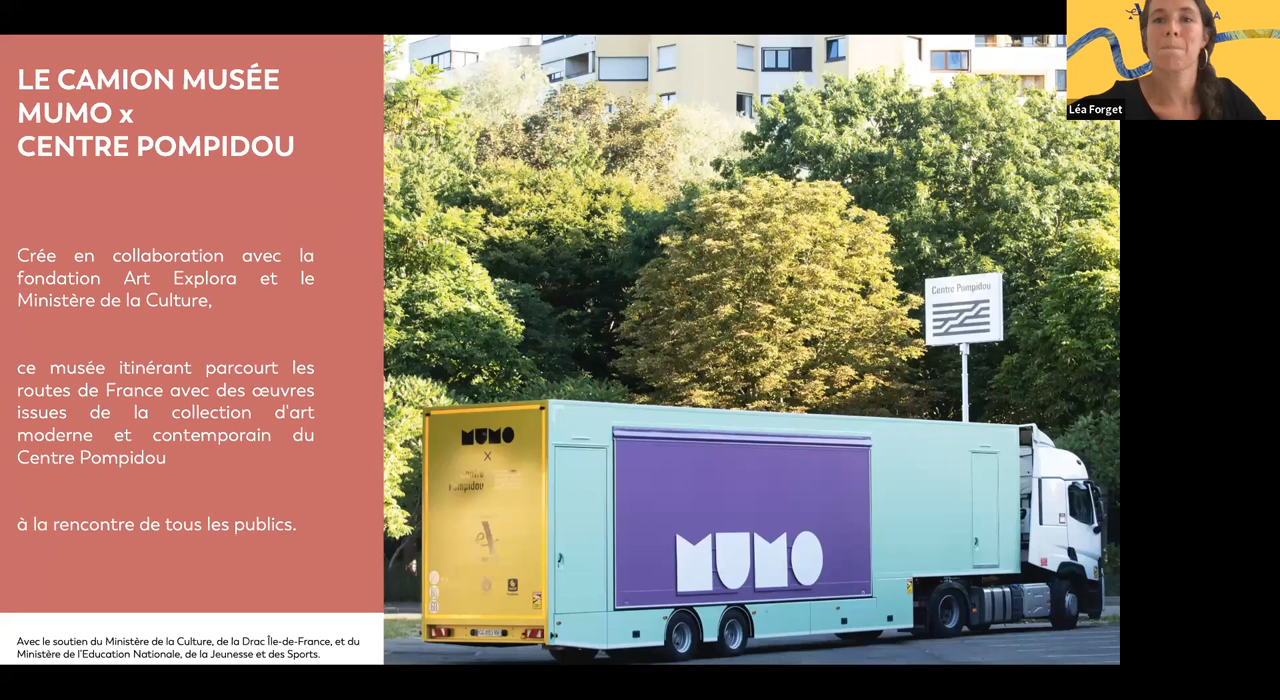 LE CAMION MUSÉE
MUMO x
CENTRE POMPIDOU
Crée en collaboration avec la
fondation Art Explora et le
Ministère de la Culture,
ce musée itinérant parcourt les
routes de France avec des œuvres
issues de la collection d'art
moderne et contemporain du
Centre Pompidou
à la rencontre de tous les publics.
Avec le soutien du Ministère de la Culture, de la Drac Île-de-France, et du
Ministère de l'Education Nationale, de la Jeunesse et des Sports.
Léa Forget
Centre Pompidou
MUMO
X
Centre
Pompidou
MUMO